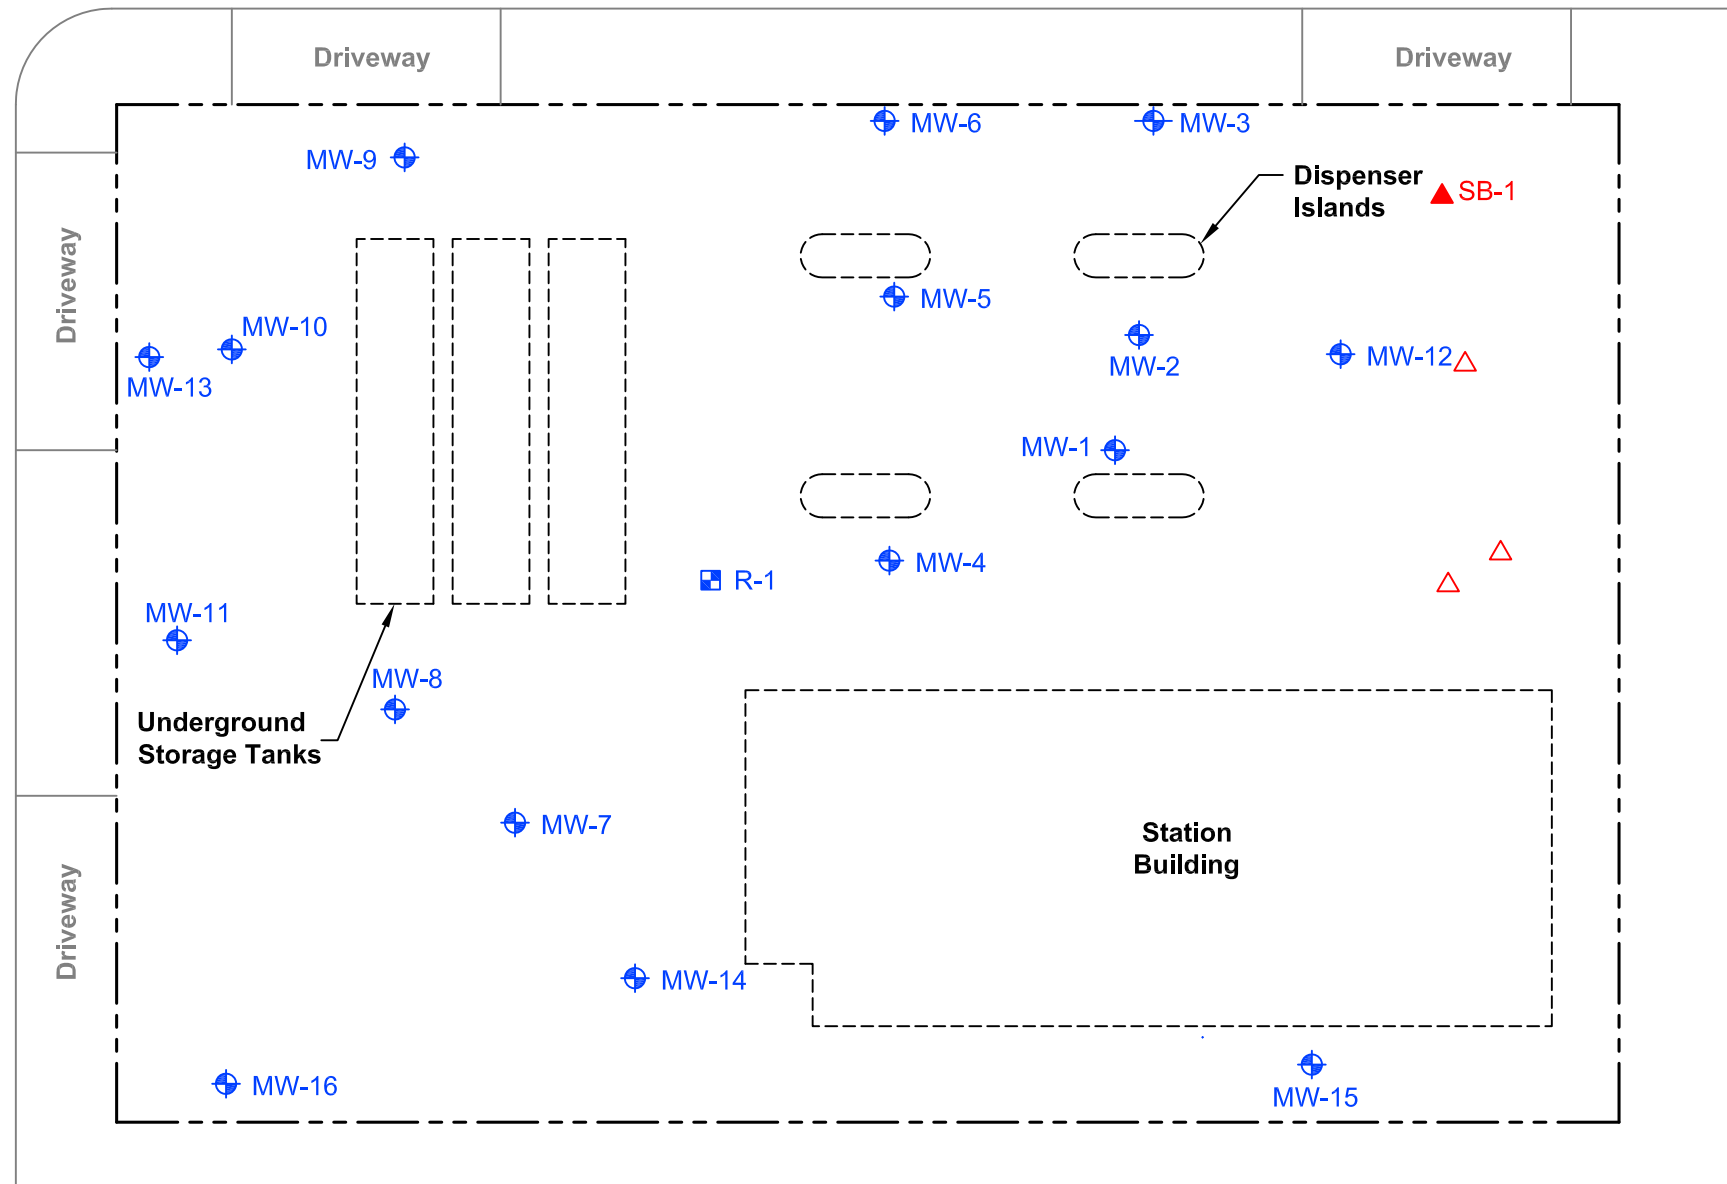 Driveway
Driveway
MW-6
MW-3
MW-9
Dispenser
Islands
SB-1
Driveway
MW-5
MW-10
MW-2
MW-12
MW-13
MW-1
MW-4
R-1
MW-11
MW-8
Underground
Storage Tanks
MW-7
Station
Building
Driveway
MW-14
MW-16
MW-15